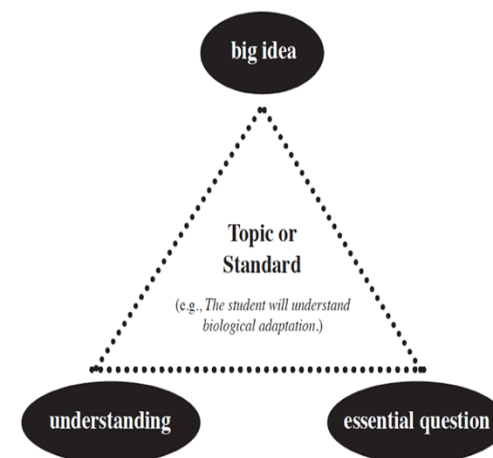 big idea
Topic or
Standard
(e.g., The student will understand
biological adaptation.)
understanding
essential question